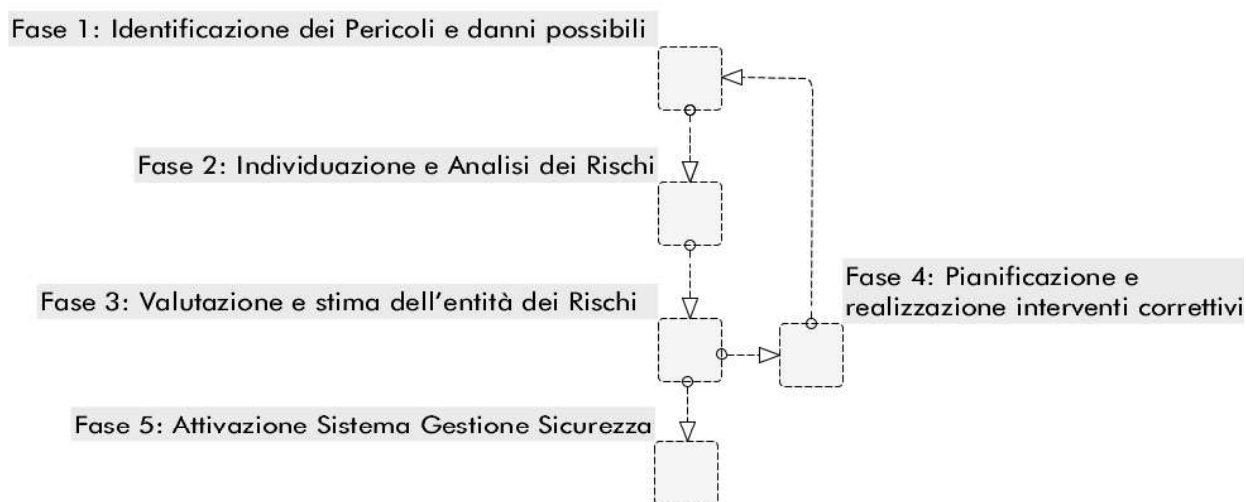 Fase 1: Identificazione dei Pericoli e danni possibili
Fase 2: Individuazione e Analisi dei Rischi
Fase 3: Valutazione e stima dell'entità dei Rischi
Fase 4: Pianificazione e
realizzazione interventi correttivi
Fase 5: Attivazione Sistema Gestione Sicurezza